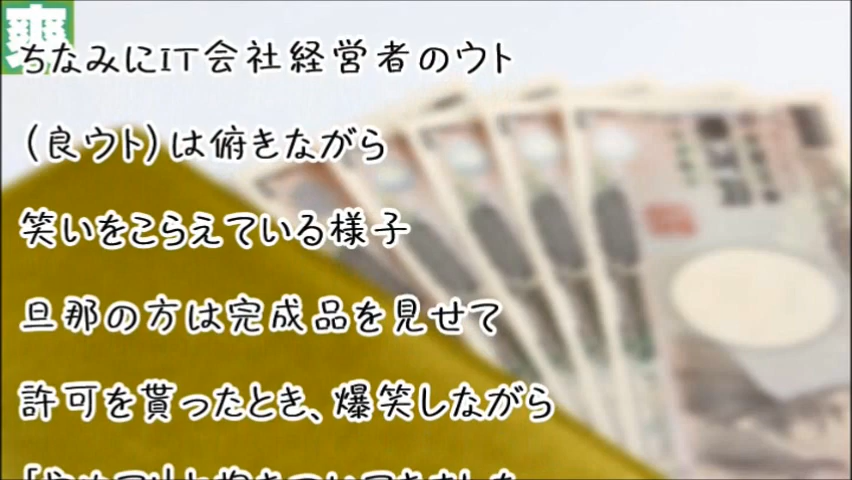 爽
ちなみにIT会社経営者のウト
(良ウト)は俯きながら
笑いをこらえている様子
旦那の方は完成品を見せて
許可を貰ったとき、爆笑しながら